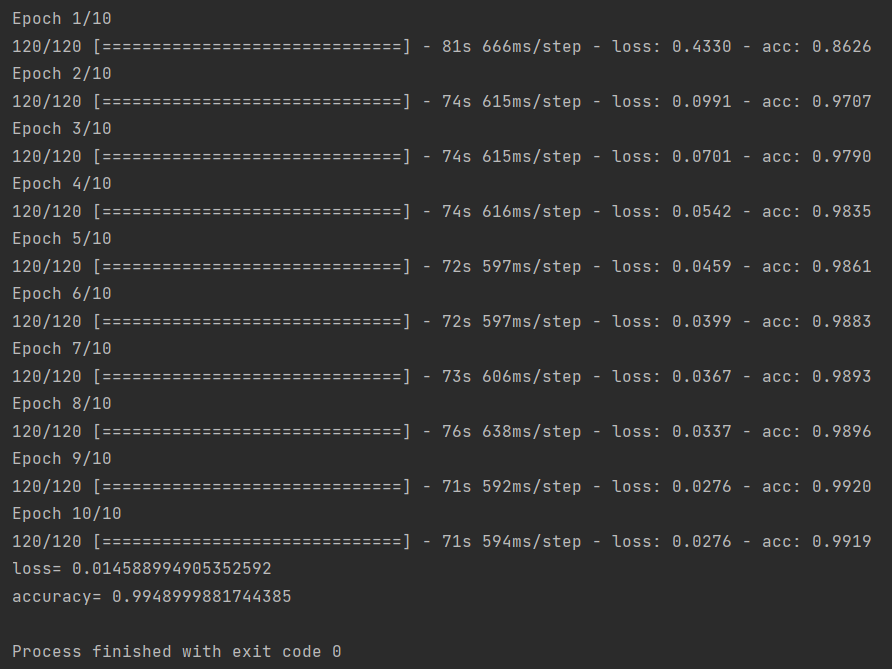 Epoch 1/10
120/120 [==============================] - 81s 666ms/step - loss: 0.4330 - acc: 0.8626
Epoch 2/10
120/120 [==============================] - 74s 615ms/step - loss: 0.0991 - acc: 0.9707
Epoch 3/10
120/120 [==============================] - 74s 615ms/step - loss: 0.0701 - acc: 0.9790
Epoch 4/10
120/120 [==============================] - 74s 616ms/step - loss: 0.0542 - acc: 0.9835
Epoch 5/10
120/120 [==============================] - 72s 597ms/step - loss: 0.0459 - acc: 0.9861
Epoch 6/10
120/120 [==============================] - 72s 597ms/step - loss: 0.0399 - acc: 0.9883
Epoch 7/10
120/120 [==============================] - 73s 606ms/step - loss: 0.0367 - acc: 0.9893
Epoch 8/10
120/120 [==============================] - 76s 638ms/step - loss: 0.0337 - acc: 0.9896
Epoch 9/10
120/120 [==============================] - 71s 592ms/step - loss: 0.0276 - acc: 0.9920
Epoch 10/10
120/120 [==============================] - 71s 594ms/step - loss: 0.0276 - acc: 0.9919
loss= 0.014588994905352592
accuracy= 0.9948999881744385
Process finished with exit code 0